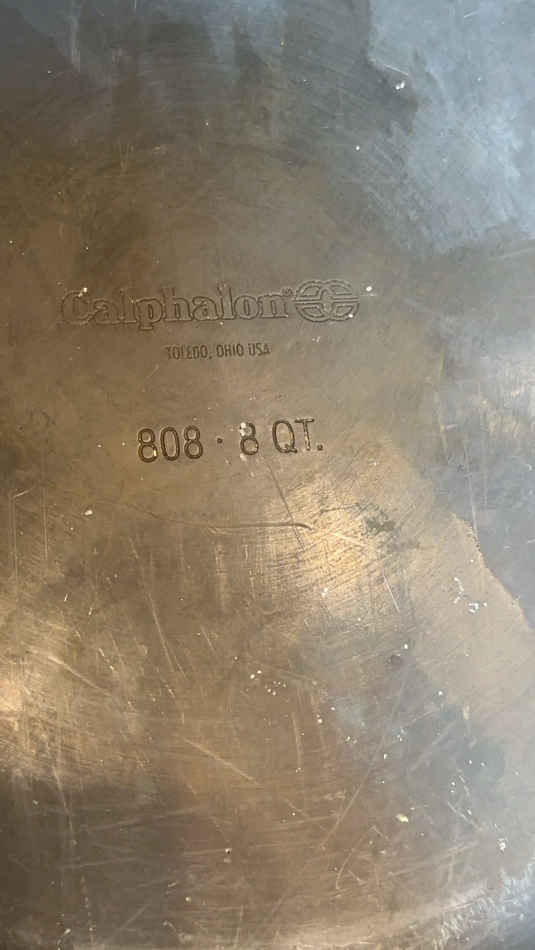 Calphalon®
TOLEDO, OHIO USA
808 · 8 QT.